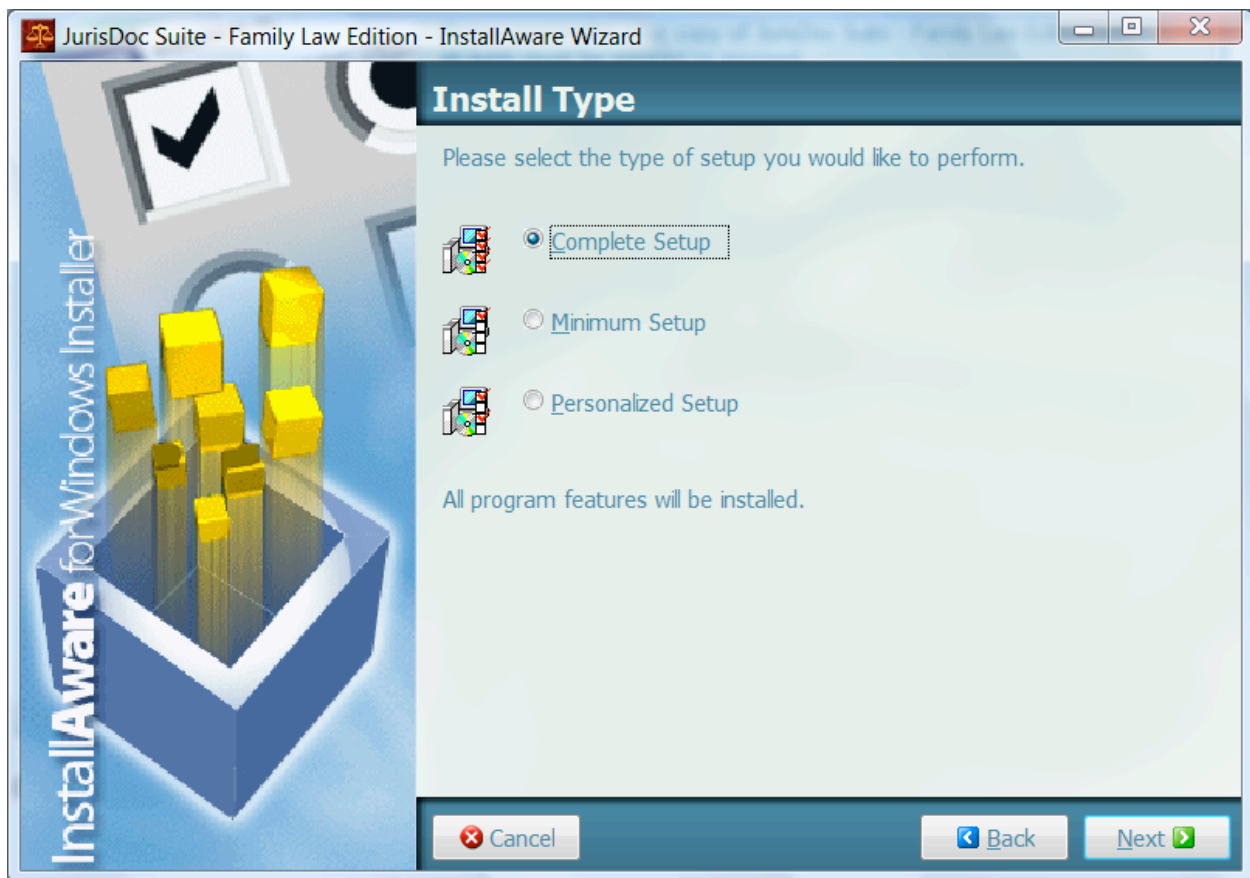 JurisDoc Suite - Family Law Edition - InstallAware Wizard
Install Type
Please select the type of setup you would like to perform.
Complete Setup
Minimum Setup
Personalized Setup
All program features will be installed.
InstallAware for Windows Installer
Cancel
Back
Next